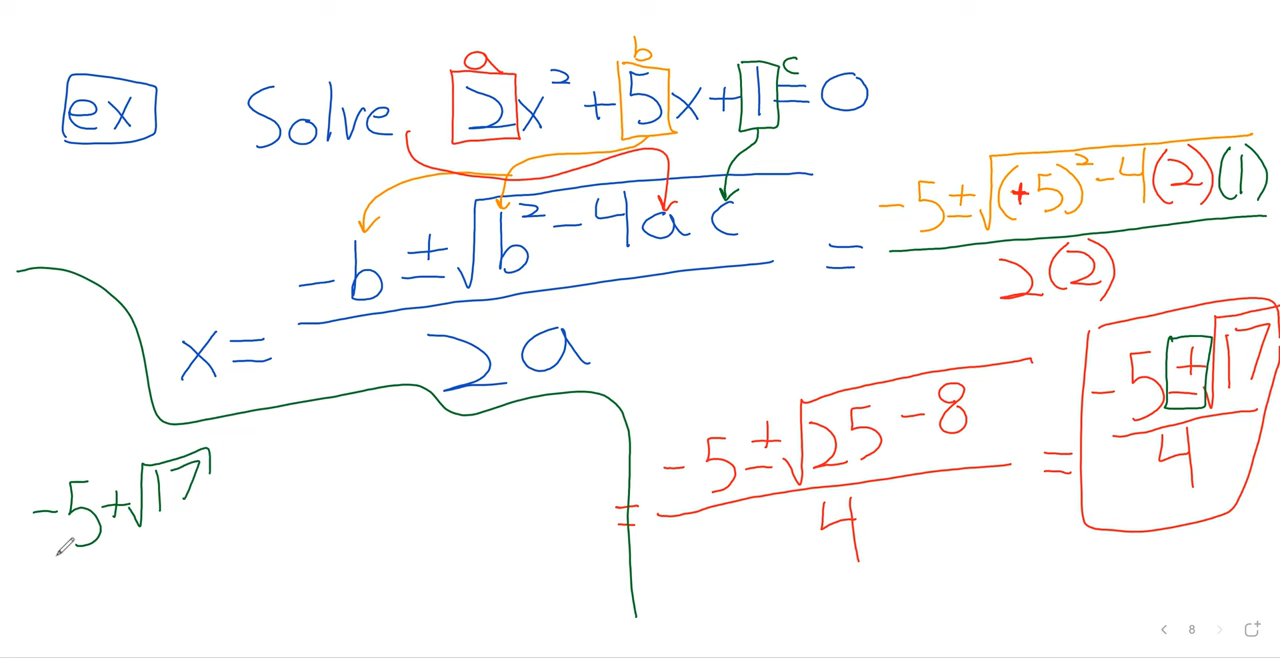 a b c
ex Solve 2x² + 5x + 1 = 0
x = (-b ± √(b² - 4ac)) / 2a = (-5 ± √((+5)² - 4(2)(1))) / 2(2)
= (-5 ± √(25 - 8)) / 4 = (-5 ± √17) / 4
-5 + √17
8